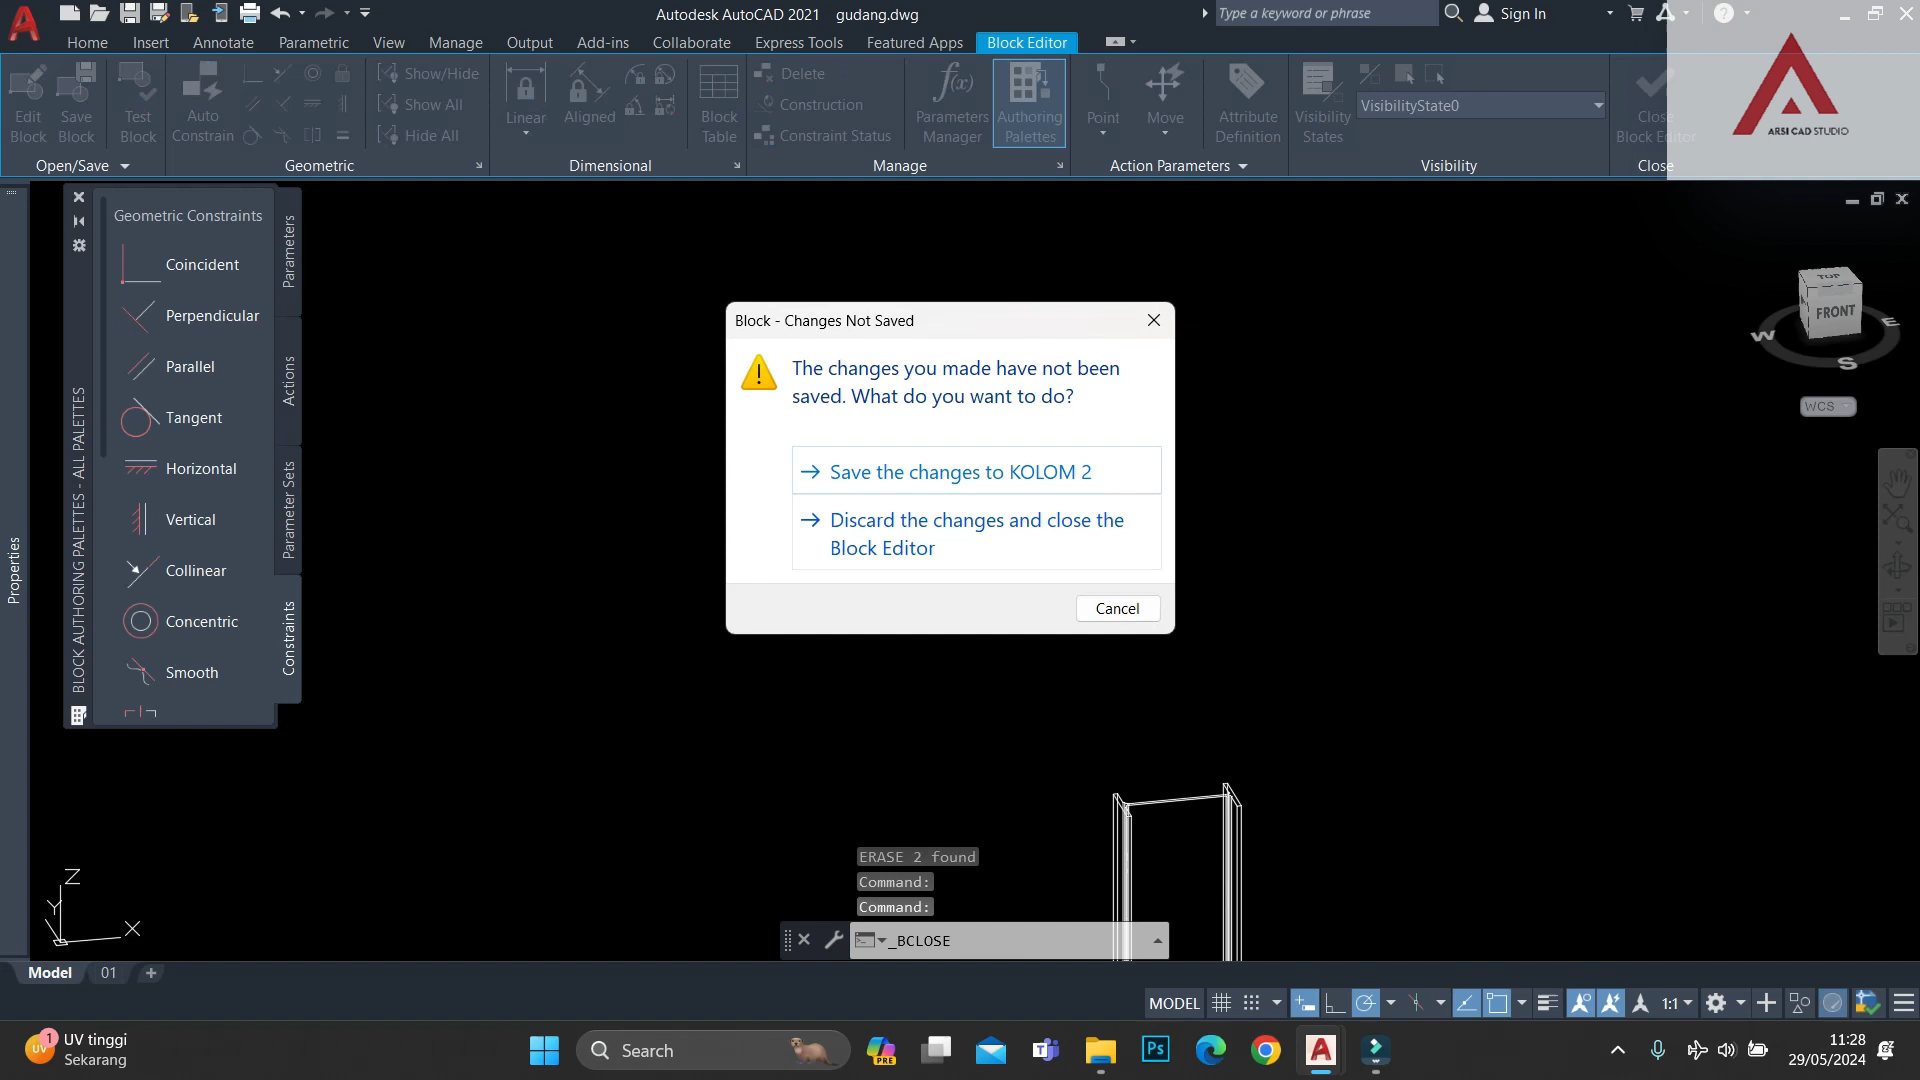 Autodesk AutoCAD 2021 gudang.dwg
Type a keyword or phrase
Sign In
Home Insert Annotate Parametric View Manage Output Add-ins Collaborate Express Tools Featured Apps Block Editor
Edit Block
Save Block
Test Block
Auto Constrain
Show/Hide
Show All
Hide All
Linear
Aligned
Block Table
Delete
Construction
Constraint Status
Parameters Manager
Authoring Palettes
Point
Move
Attribute Definition
Visibility States
VisibilityState0
Close Block Editor
Open/Save
Geometric
Dimensional
Manage
Action Parameters
Visibility
Close
ARSI CAD STUDIO
Properties
BLOCK AUTHORING PALETTES - ALL PALETTES
Geometric Constraints
Coincident
Perpendicular
Parallel
Tangent
Horizontal
Vertical
Collinear
Concentric
Smooth
Parameters
Actions
Parameter Sets
Constraints
Block - Changes Not Saved
The changes you made have not been
saved. What do you want to do?
Save the changes to KOLOM 2
Discard the changes and close the
Block Editor
Cancel
TOP
FRONT
W
E
S
WCS
ERASE 2 found
Command:
Command:
_BCLOSE
Z
Y
X
Model 01
MODEL
1:1
1
UV
UV tinggi
Sekarang
Search
PRE
Ps
11:28
29/05/2024